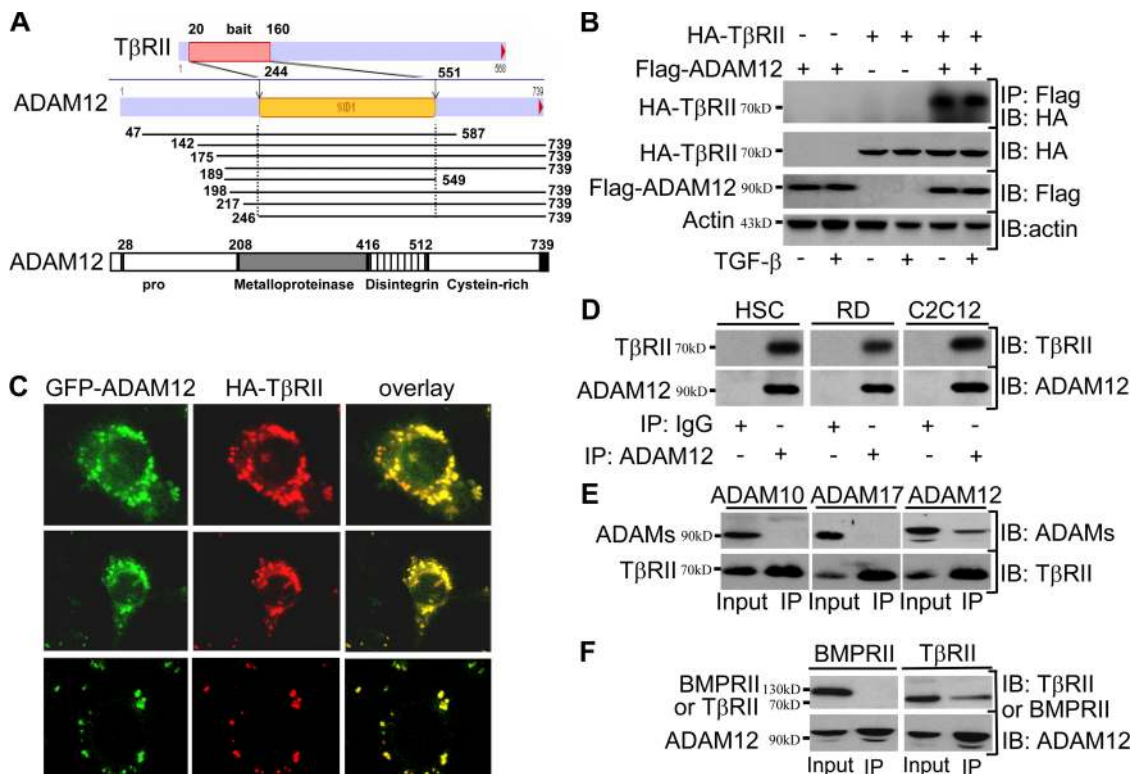 A
20 bait 160
TβRII
1 568
244 551
ADAM12
1 739
SID1
47 587
142 739
175 739
189 549
198 739
217 739
246 739
28 208 416 512 739
ADAM12
pro Metalloproteinase Disintegrin Cystein-rich
B
HA-TβRII - - + + + +
Flag-ADAM12 + + - - + +
HA-TβRII 70kD IP: Flag
IB: HA
HA-TβRII 70kD IB: HA
Flag-ADAM12 90kD IB: Flag
Actin 43kD IB:actin
TGF-β - + - + - +
C
GFP-ADAM12 HA-TβRII overlay
D
HSC RD C2C12
TβRII 70kD IB: TβRII
ADAM12 90kD IB: ADAM12
IP: IgG + - + - + -
IP: ADAM12 - + - + - +
E
ADAM10 ADAM17 ADAM12
ADAMs 90kD IB: ADAMs
TβRII 70kD IB: TβRII
Input IP Input IP Input IP
F
BMPRII TβRII
BMPRII 130kD IB: TβRII
or TβRII 70kD or BMPRII
ADAM12 90kD IB: ADAM12
Input IP Input IP